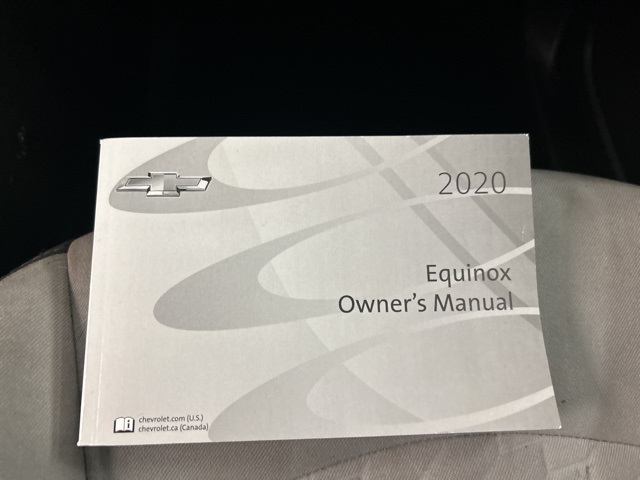 2020
Equinox
Owner's Manual
chevrolet.com (U.S.)
chevrolet.ca (Canada)